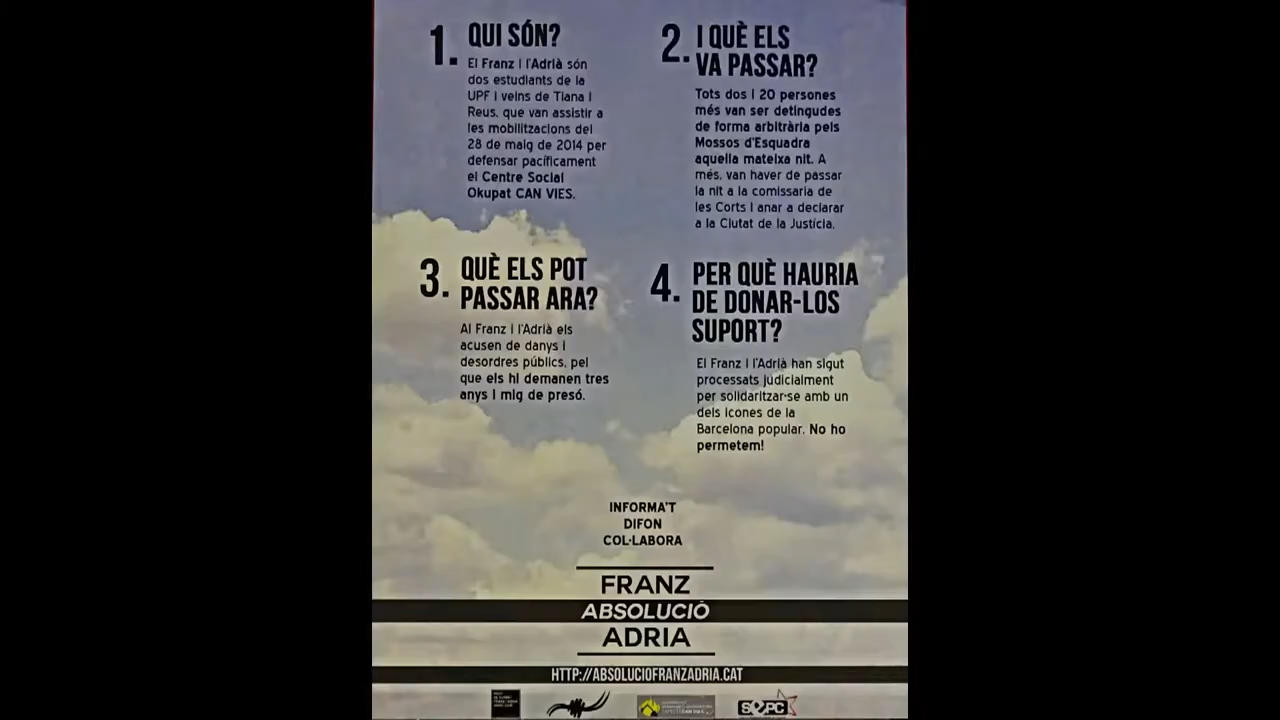 1. QUI SÓN?
El Franz i l'Adrià són
dos estudiants de la
UPF i veïns de Tiana i
Reus, que van assistir a
les mobilitzacions del
28 de maig de 2014 per
defensar pacíficament
el Centre Social
Okupat CAN VIES.
2. I QUÈ ELS
VA PASSAR?
Tots dos i 20 persones
més van ser detingudes
de forma arbitrària pels
Mossos d'Esquadra
aquella mateixa nit. A
més, van haver de passar
la nit a la comissaria de
les Corts i anar a declarar
a la Ciutat de la Justícia.
3. QUÈ ELS POT
PASSAR ARA?
Al Franz i l'Adrià els
acusen de danys i
desordres públics, pel
que els hi demanen tres
anys i mig de presó.
4. PER QUÈ HAURIA
DE DONAR-LOS
SUPORT?
El Franz i l'Adrià han sigut
processats judicialment
per solidaritzar-se amb un
dels icones de la
Barcelona popular. No ho
permetem!
INFORMA'T
DIFON
COL·LABORA
FRANZ
ABSOLUCIÓ
ADRIA
HTTP://ABSOLUCIOFRANZADRIA.CAT
SEPC